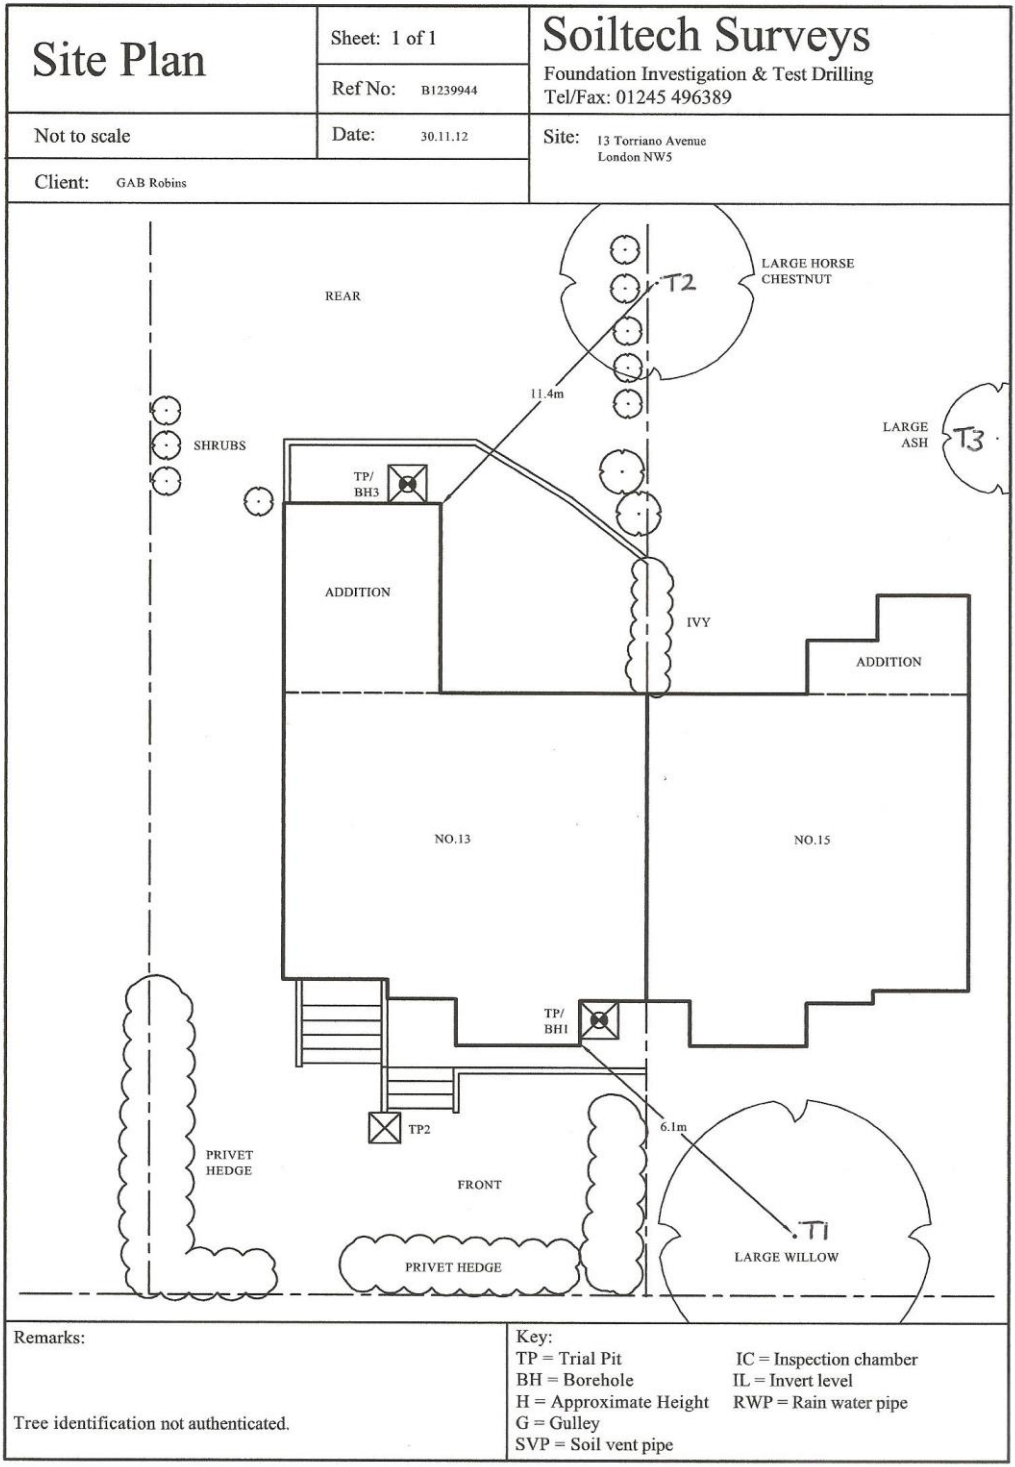 Site Plan
Sheet: 1 of 1
Ref No: B1239944
Soiltech Surveys
Foundation Investigation & Test Drilling
Tel/Fax: 01245 496389
Not to scale
Date: 30.11.12
Site: 13 Torriano Avenue
London NW5
Client: GAB Robins
REAR
T2
LARGE HORSE
CHESTNUT
11.4m
SHRUBS
LARGE
ASH
T3
TP/
BH3
ADDITION
IVY
ADDITION
NO.13
NO.15
TP/
BH1
6.1m
TP2
PRIVET
HEDGE
FRONT
T1
LARGE WILLOW
PRIVET HEDGE
Remarks:
Tree identification not authenticated.
Key:
TP = Trial Pit
BH = Borehole
H = Approximate Height
G = Gulley
SVP = Soil vent pipe
IC = Inspection chamber
IL = Invert level
RWP = Rain water pipe